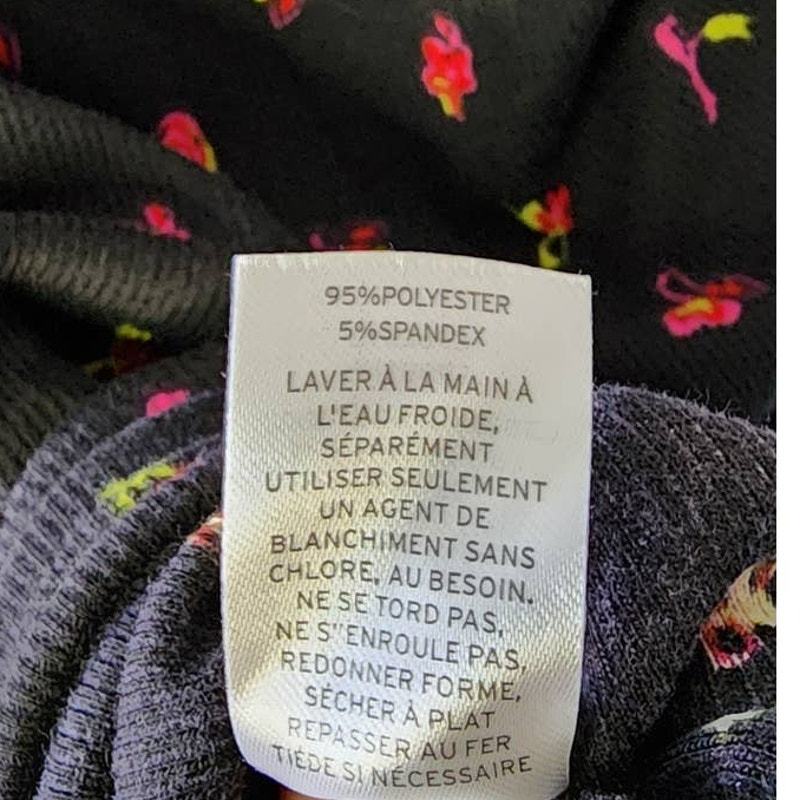 95%POLYESTER
5%SPANDEX
LAVER À LA MAIN À
L'EAU FROIDE,
SÉPARÉMENT
UTILISER SEULEMENT
UN AGENT DE
BLANCHIMENT SANS
CHLORE, AU BESOIN.
NE SE TORD PAS,
NE S''ENROULE PAS,
REDONNER FORME,
SÉCHER À PLAT
REPASSER AU FER
TIÉDE SI NÉCESSAIRE